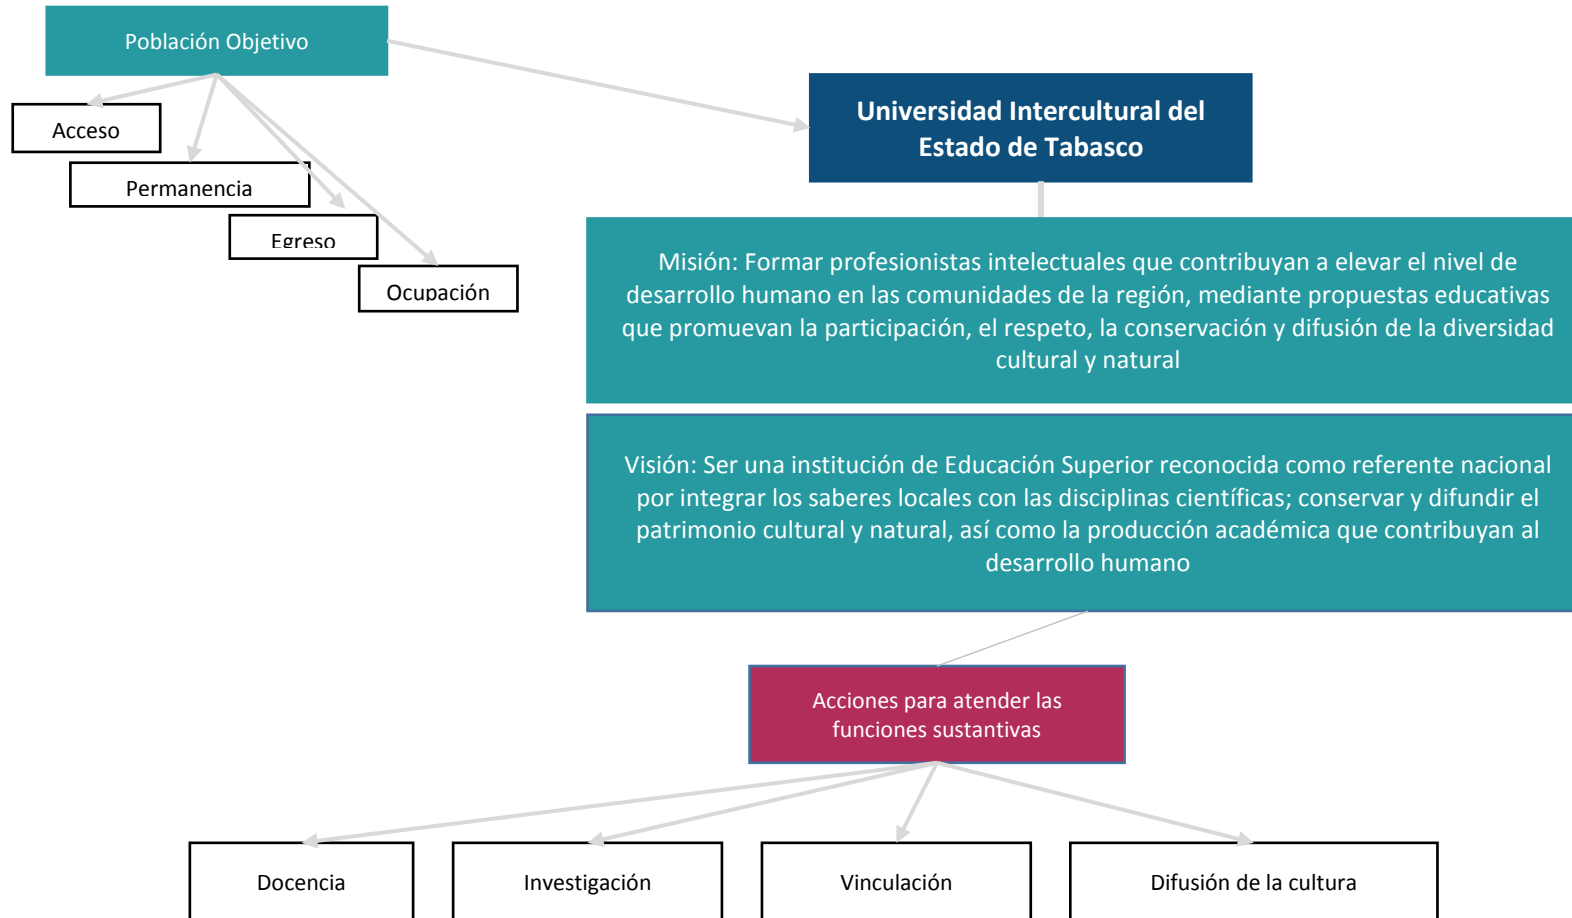 Población Objetivo
Universidad Intercultural del
Estado de Tabasco
Acceso
Permanencia
Egreso
Ocupación
Misión: Formar profesionistas intelectuales que contribuyan a elevar el nivel de
desarrollo humano en las comunidades de la región, mediante propuestas educativas
que promuevan la participación, el respeto, la conservación y difusión de la diversidad
cultural y natural
Visión: Ser una institución de Educación Superior reconocida como referente nacional
por integrar los saberes locales con las disciplinas científicas; conservar y difundir el
patrimonio cultural y natural, así como la producción académica que contribuyan al
desarrollo humano
Acciones para atender las
funciones sustantivas
Docencia
Investigación
Vinculación
Difusión de la cultura